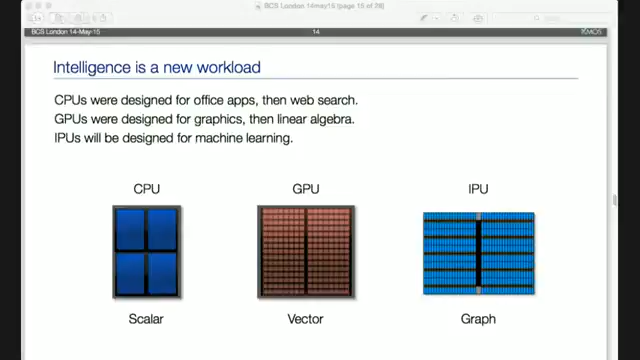 BCS London 14may15 (page 15 of 28)
BCS London 14-May-15
14
XMOS
Intelligence is a new workload
CPUs were designed for office apps, then web search.
GPUs were designed for graphics, then linear algebra.
IPUs will be designed for machine learning.
CPU GPU IPU
Scalar Vector Graph